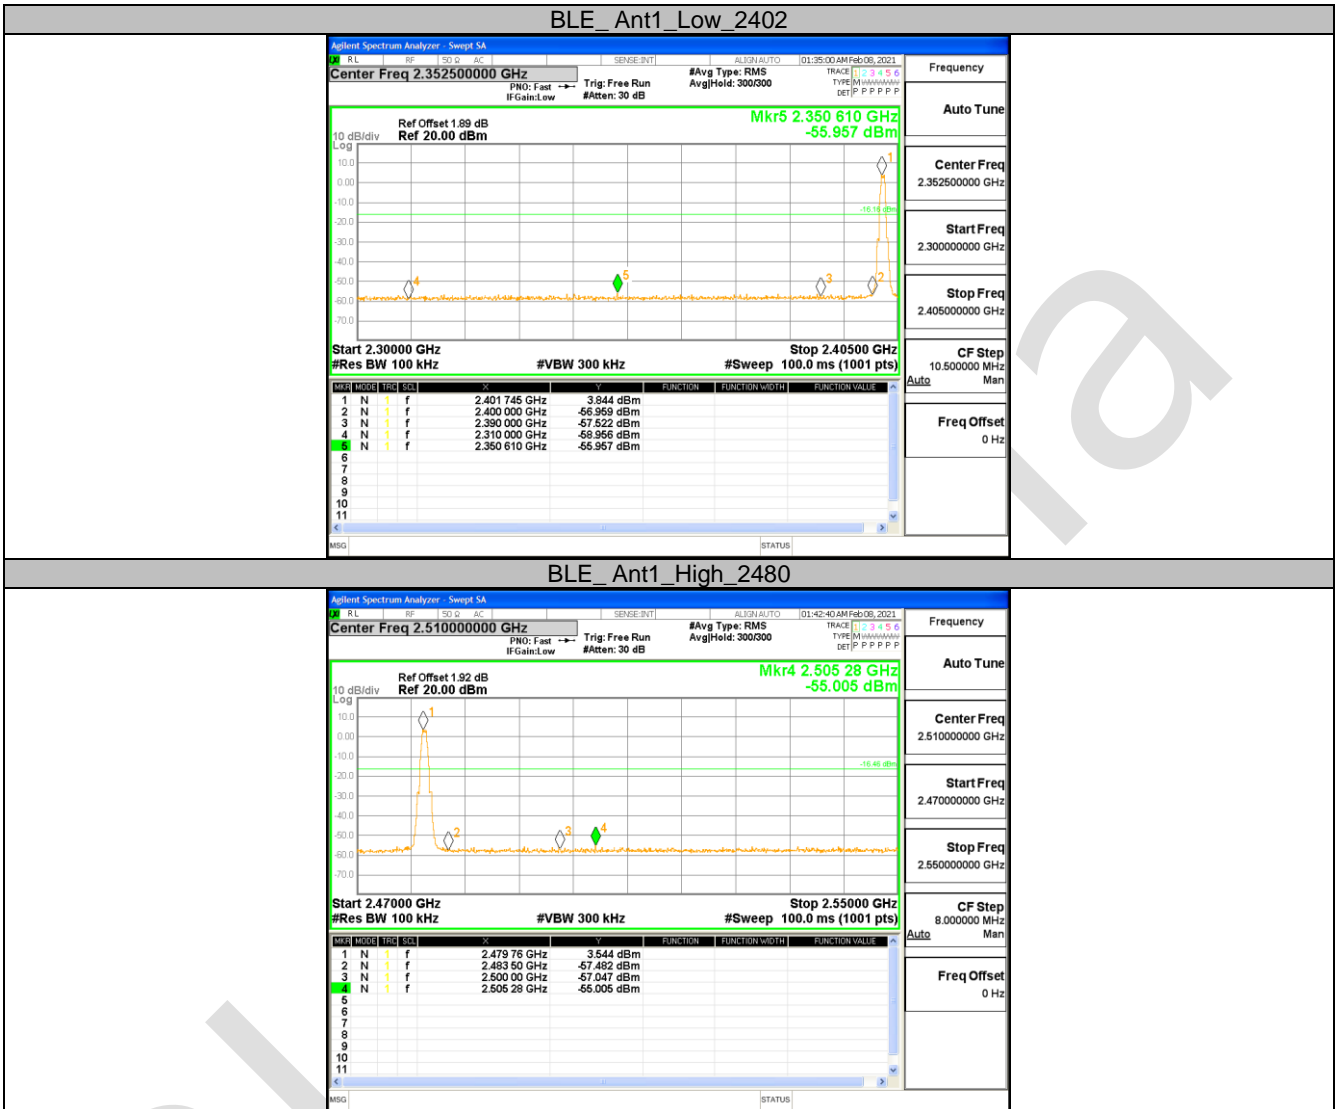 BLE_ Ant1_Low_2402
Agilent Spectrum Analyzer - Swept SA
RL RF 50 Ω AC SENSE:INT ALIGN AUTO 01:35:00 AM Feb 08, 2021
Center Freq 2.352500000 GHz
PNO: Fast
IFGain:Low
Trig: Free Run
#Atten: 30 dB
#Avg Type: RMS
Avg|Hold: 300/300
TRACE 1 2 3 4 5 6
TYPE M
DET P P P P P P
Frequency
Mkr5 2.350 610 GHz
-55.957 dBm
Ref Offset 1.89 dB
10 dB/div Ref 20.00 dBm
Log
10.0
0.00
-10.0
-20.0
-30.0
-40.0
-50.0
-60.0
-70.0
-16.16 dBm
1
4
5
3
2
Start 2.30000 GHz Stop 2.40500 GHz
#Res BW 100 kHz #VBW 300 kHz #Sweep 100.0 ms (1001 pts)
MKR MODE TRC SCL X Y FUNCTION FUNCTION WIDTH FUNCTION VALUE
1 N 1 f 2.401 745 GHz 3.844 dBm
2 N 1 f 2.400 000 GHz -56.959 dBm
3 N 1 f 2.390 000 GHz -57.522 dBm
4 N 1 f 2.310 000 GHz -58.956 dBm
5 N 1 f 2.350 610 GHz -55.957 dBm
6
7
8
9
10
11
MSG STATUS
Auto Tune
Center Freq
2.352500000 GHz
Start Freq
2.300000000 GHz
Stop Freq
2.405000000 GHz
CF Step
10.500000 MHz
Auto Man
Freq Offset
0 Hz
BLE_ Ant1_High_2480
Agilent Spectrum Analyzer - Swept SA
RL RF 50 Ω AC SENSE:INT ALIGN AUTO 01:42:40 AM Feb 08, 2021
Center Freq 2.510000000 GHz
PNO: Fast
IFGain:Low
Trig: Free Run
#Atten: 30 dB
#Avg Type: RMS
Avg|Hold: 300/300
TRACE 1 2 3 4 5 6
TYPE M
DET P P P P P P
Frequency
Mkr4 2.505 28 GHz
-55.005 dBm
Ref Offset 1.92 dB
10 dB/div Ref 20.00 dBm
Log
10.0
0.00
-10.0
-20.0
-30.0
-40.0
-50.0
-60.0
-70.0
-16.46 dBm
1
2
3
4
Start 2.47000 GHz Stop 2.55000 GHz
#Res BW 100 kHz #VBW 300 kHz #Sweep 100.0 ms (1001 pts)
MKR MODE TRC SCL X Y FUNCTION FUNCTION WIDTH FUNCTION VALUE
1 N 1 f 2.479 76 GHz 3.544 dBm
2 N 1 f 2.483 50 GHz -57.482 dBm
3 N 1 f 2.500 00 GHz -57.047 dBm
4 N 1 f 2.505 28 GHz -55.005 dBm
5
6
7
8
9
10
11
MSG STATUS
Auto Tune
Center Freq
2.510000000 GHz
Start Freq
2.470000000 GHz
Stop Freq
2.550000000 GHz
CF Step
8.000000 MHz
Auto Man
Freq Offset
0 Hz